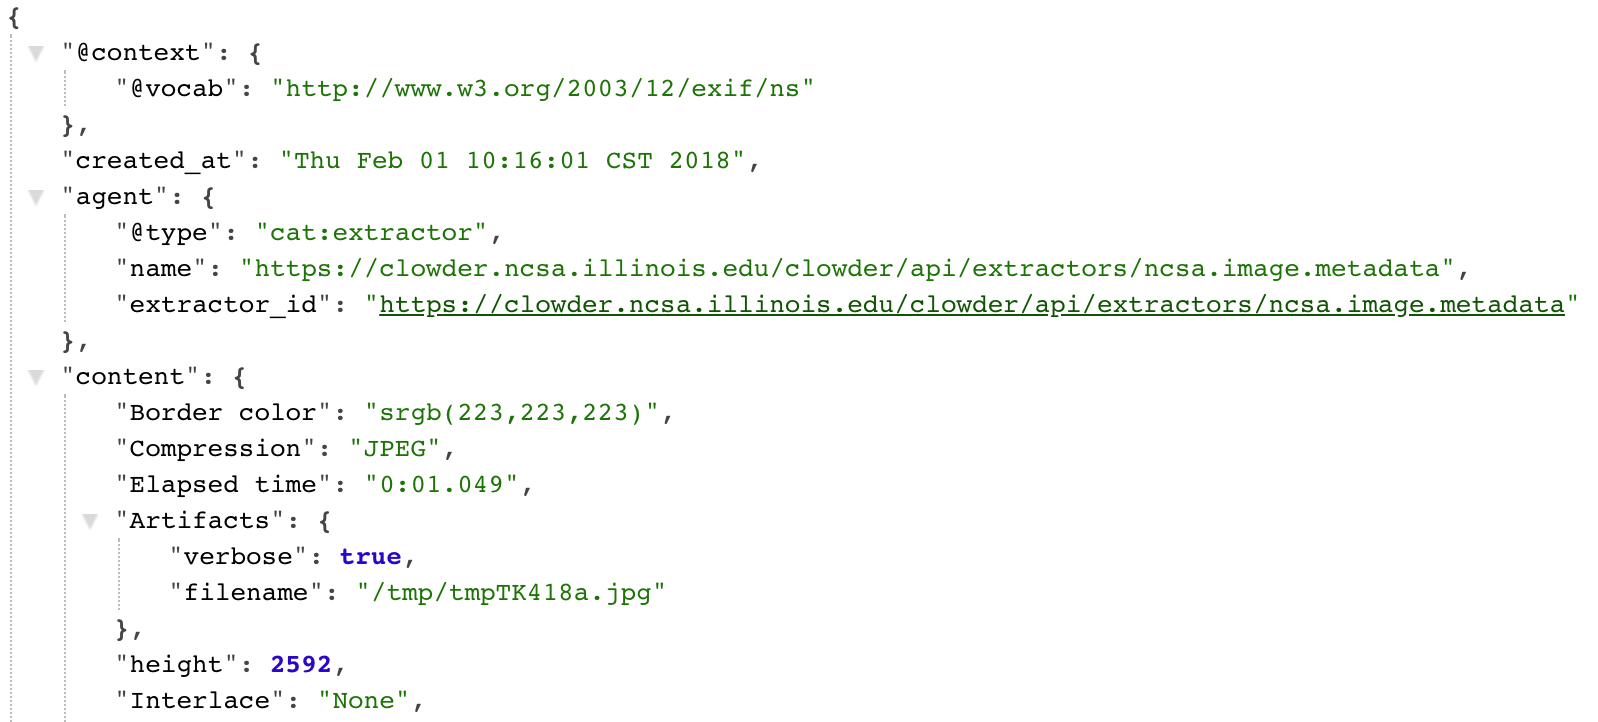 {
"@context": {
"@vocab": "http://www.w3.org/2003/12/exif/ns"
},
"created_at": "Thu Feb 01 10:16:01 CST 2018",
"agent": {
"@type": "cat:extractor",
"name": "https://clowder.ncsa.illinois.edu/clowder/api/extractors/ncsa.image.metadata",
"extractor_id": "https://clowder.ncsa.illinois.edu/clowder/api/extractors/ncsa.image.metadata"
},
"content": {
"Border color": "srgb(223,223,223)",
"Compression": "JPEG",
"Elapsed time": "0:01.049",
"Artifacts": {
"verbose": true,
"filename": "/tmp/tmpTK418a.jpg"
},
"height": 2592,
"Interlace": "None",